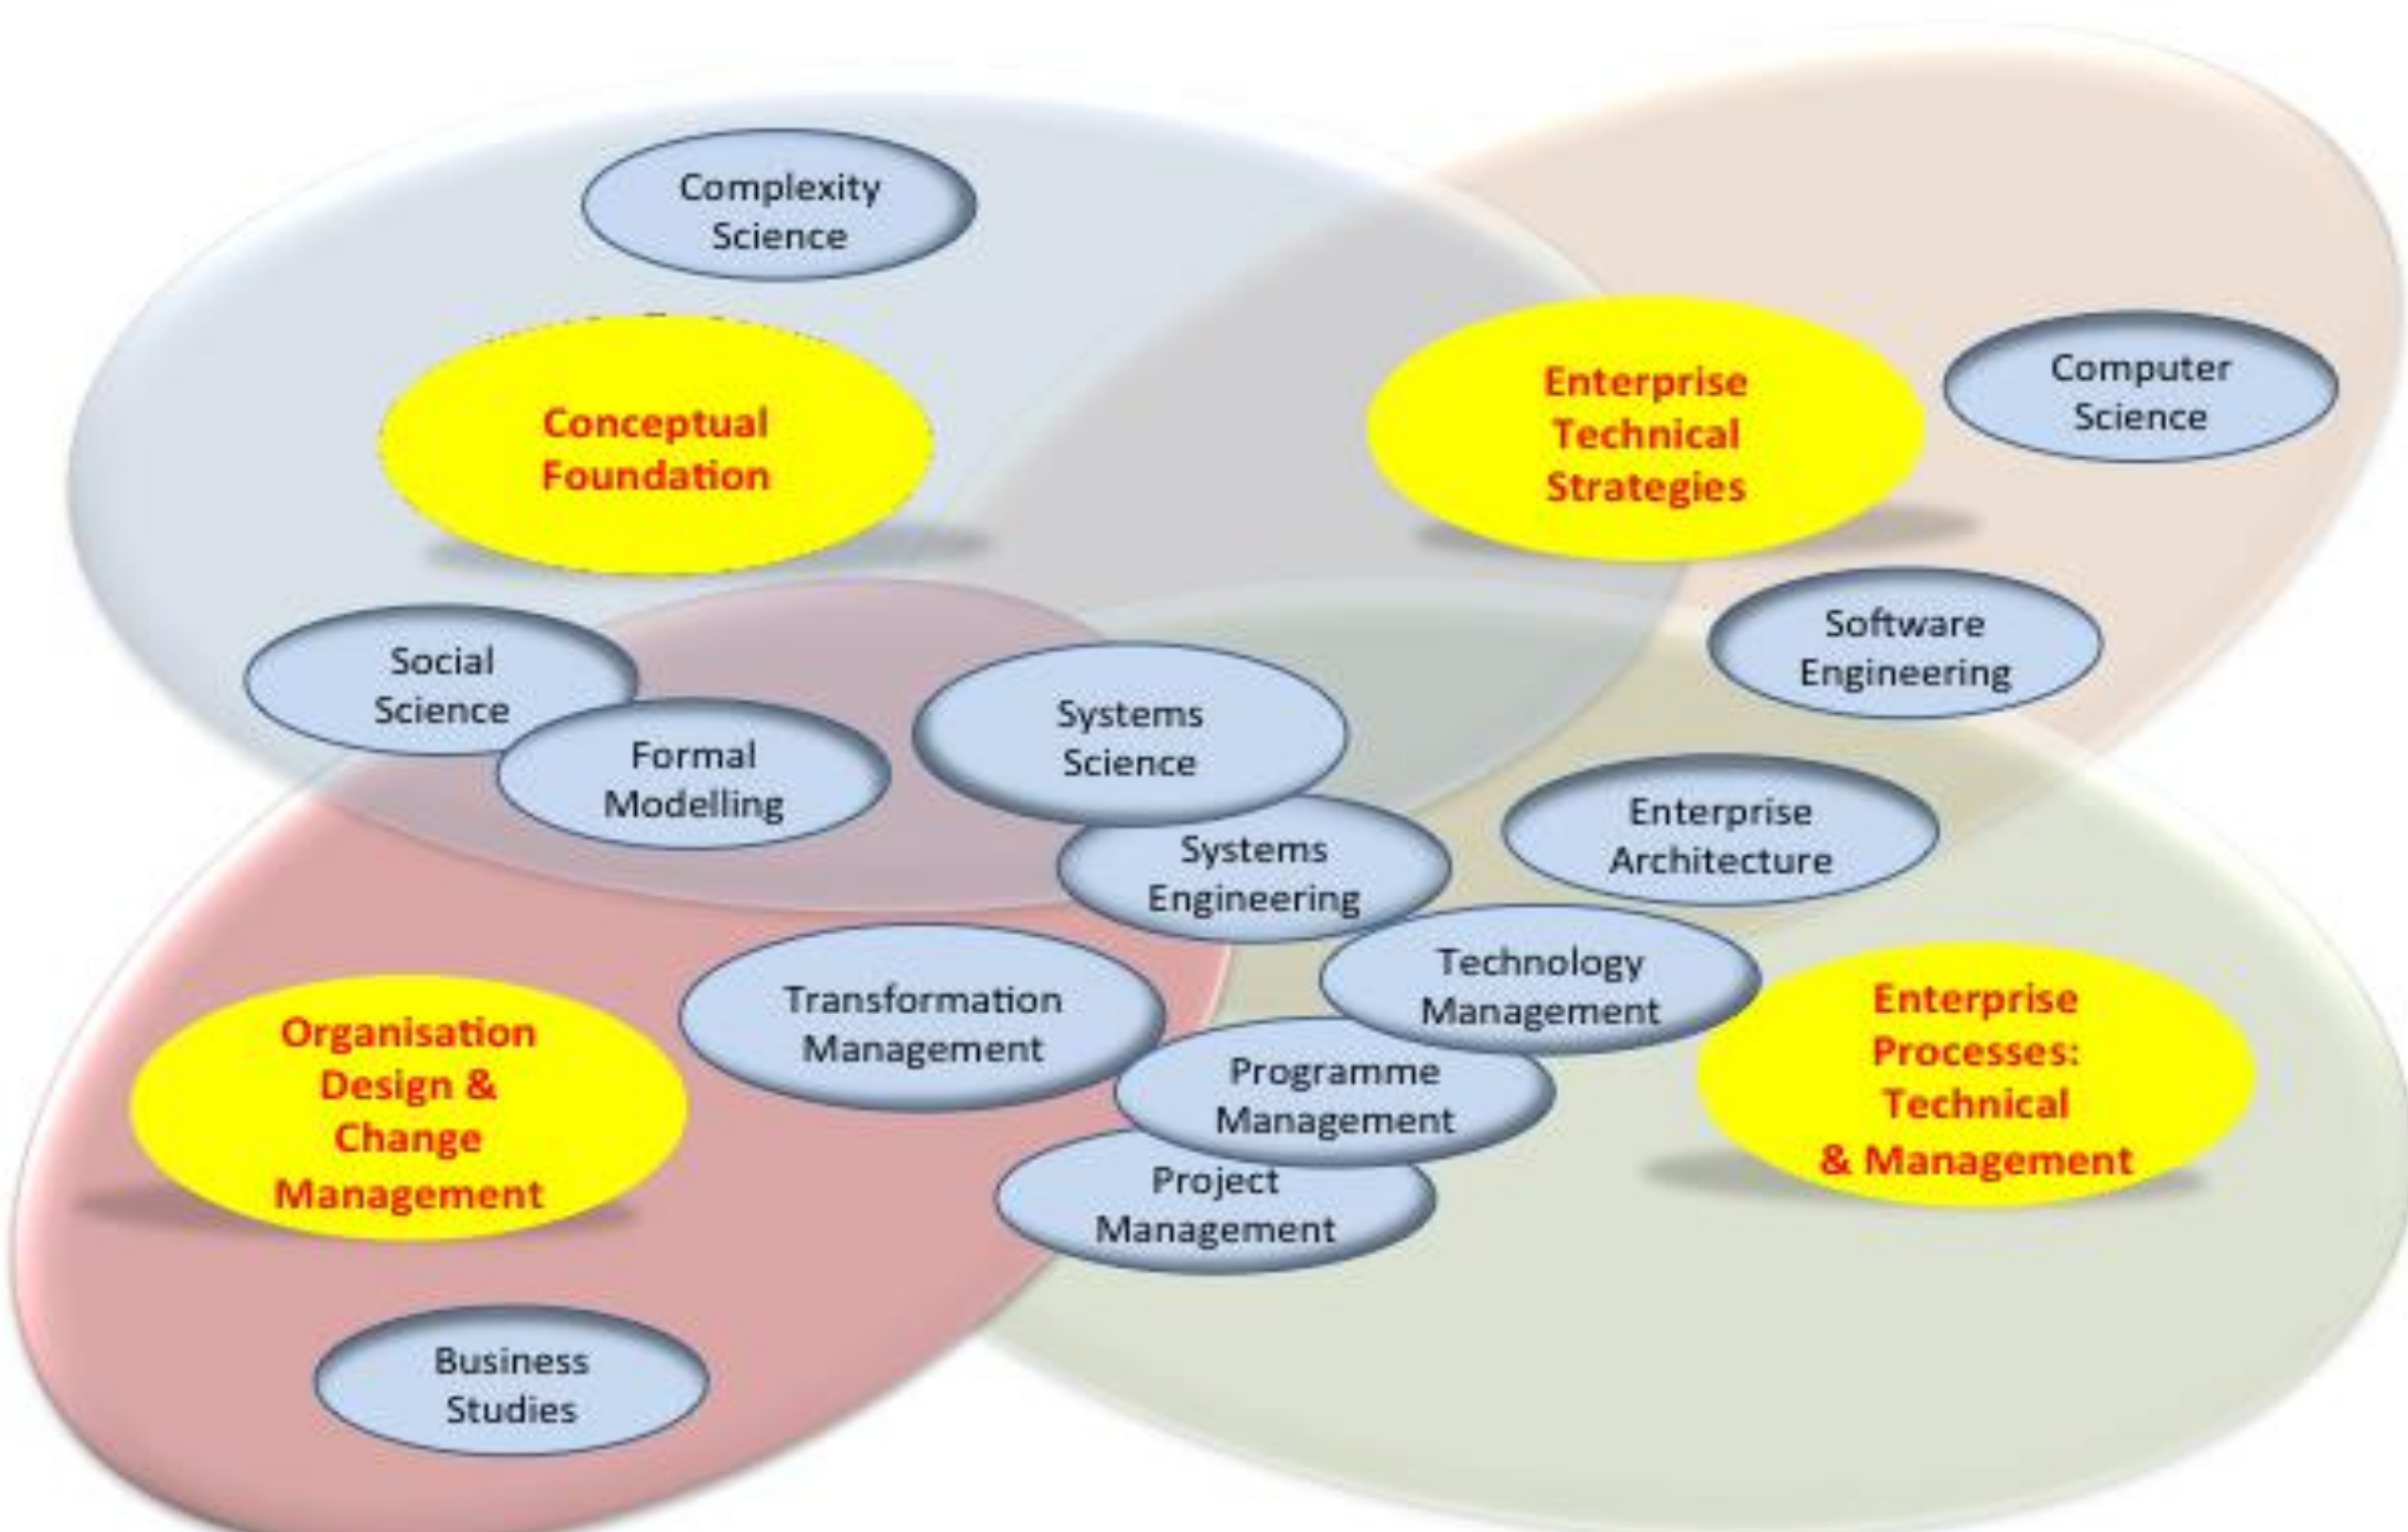 Complexity
Science
Conceptual
Foundation
Enterprise
Technical
Strategies
Computer
Science
Social
Science
Formal
Modelling
Systems
Science
Software
Engineering
Systems
Engineering
Enterprise
Architecture
Transformation
Management
Technology
Management
Organisation
Design &
Change
Management
Programme
Management
Enterprise
Processes:
Technical
& Management
Project
Management
Business
Studies